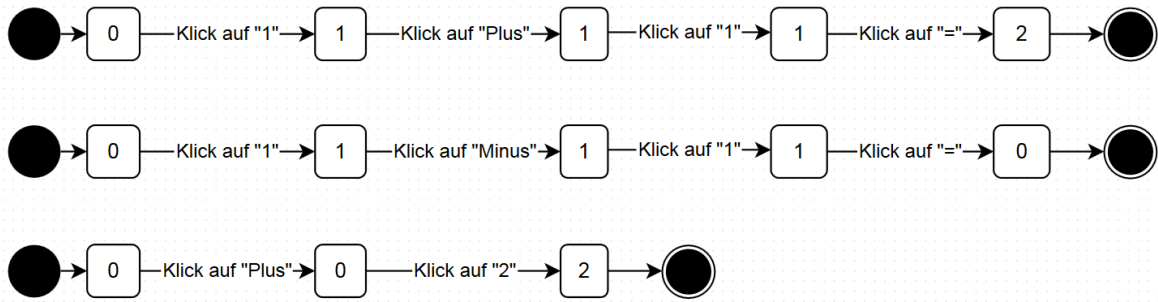 0 Klick auf "1" 1 Klick auf "Plus" 1 Klick auf "1" 1 Klick auf "=" 2
0 Klick auf "1" 1 Klick auf "Minus" 1 Klick auf "1" 1 Klick auf "=" 0
0 Klick auf "Plus" 0 Klick auf "2" 2